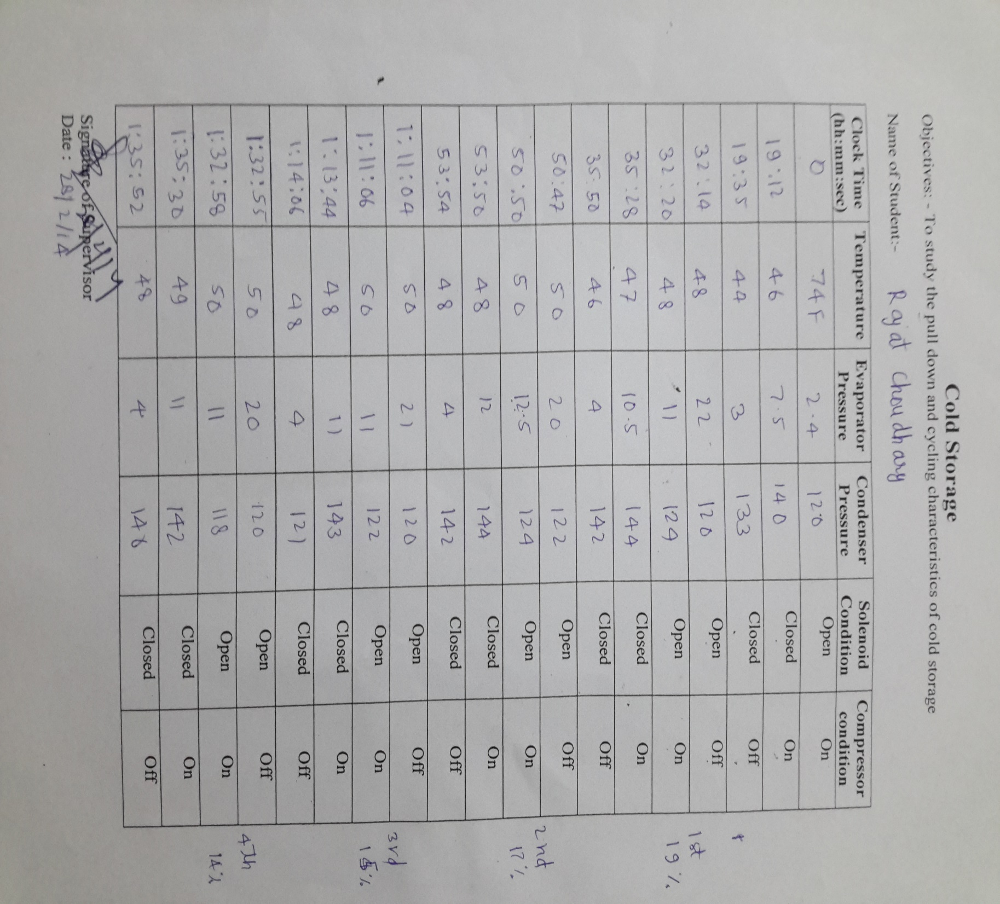 Cold Storage
Objectives: - To study the pull down and cycling characteristics of cold storage
Name of Student:- Rajat Choudhary
Clock Time (hh:mm:sec) Temperature Evaporator Pressure Condenser Pressure Solenoid Condition Compressor condition
0 74F 2.4 120 Open On
19:12 46 7.5 140 Closed On
19:35 44 3 133 Closed Off
32:14 48 22 120 Open Off 1st
32:20 48 11 124 Open On 19%
35:28 47 10.5 144 Closed On
35:50 46 4 142 Closed Off
50:47 50 20 122 Open Off 2nd
50:50 50 12.5 124 Open On 17%
53:50 48 12 144 Closed On
53:54 48 4 142 Closed Off
1:11:04 50 21 120 Open Off 3rd
1:11:06 50 11 122 Open On 15%
1:13:44 48 11 143 Closed On
1:14:06 48 4 121 Closed Off
1:32:55 50 20 120 Open Off 4th
1:32:58 50 11 118 Open On 14%
1:35:30 49 11 142 Closed On
1:35:52 48 4 148 Closed Off
Signature of Supervisor
Date : 28/2/14